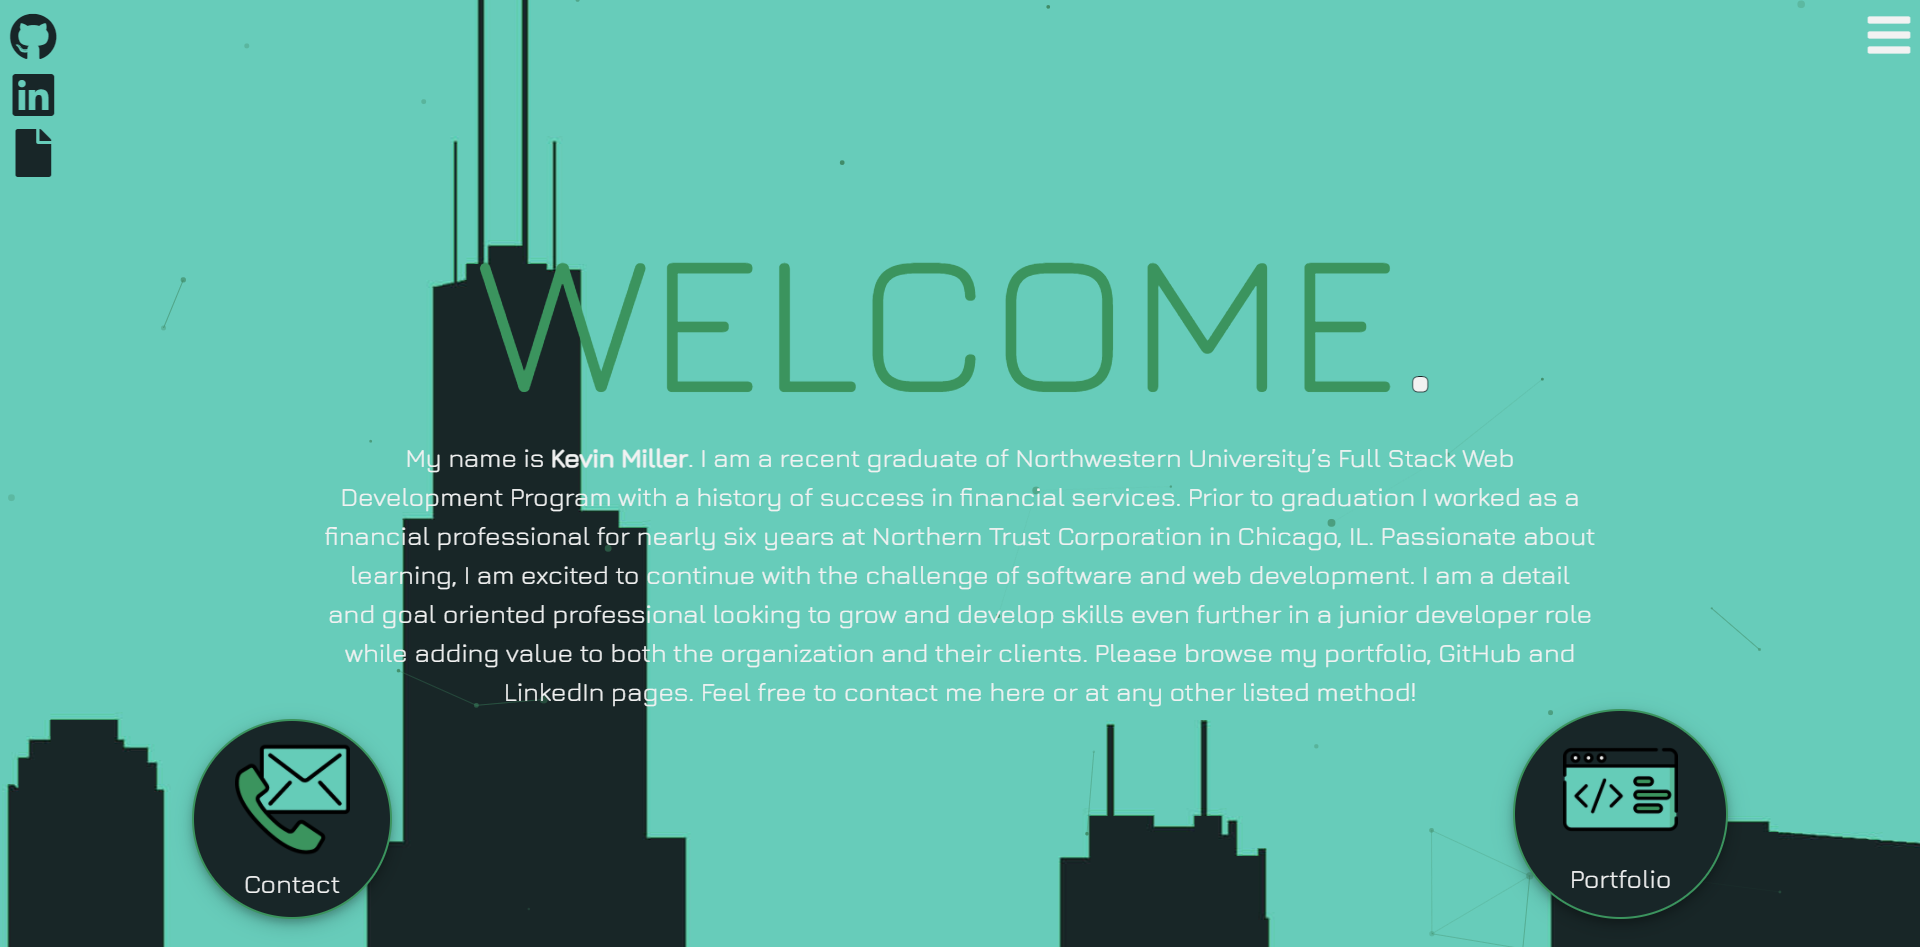 WELCOME.
My name is Kevin Miller. I am a recent graduate of Northwestern University's Full Stack Web
Development Program with a history of success in financial services. Prior to graduation I worked as a
financial professional for nearly six years at Northern Trust Corporation in Chicago, IL. Passionate about
learning, I am excited to continue with the challenge of software and web development. I am a detail
and goal oriented professional looking to grow and develop skills even further in a junior developer role
while adding value to both the organization and their clients. Please browse my portfolio, GitHub and
LinkedIn pages. Feel free to contact me here or at any other listed method!
Contact
Portfolio